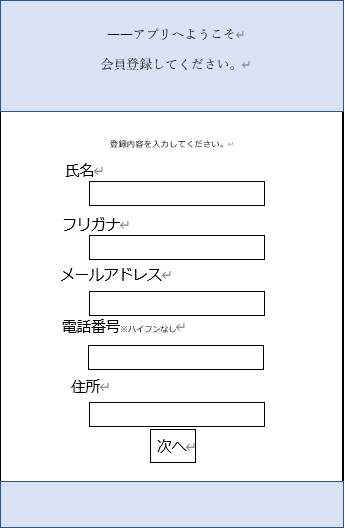 ――アプリへようこそ↵
会員登録してください。↵
登録内容を入力してください。↵
氏名↵
フリガナ↵
メールアドレス↵
電話番号※ハイフンなし↵
住所↵
次へ↵